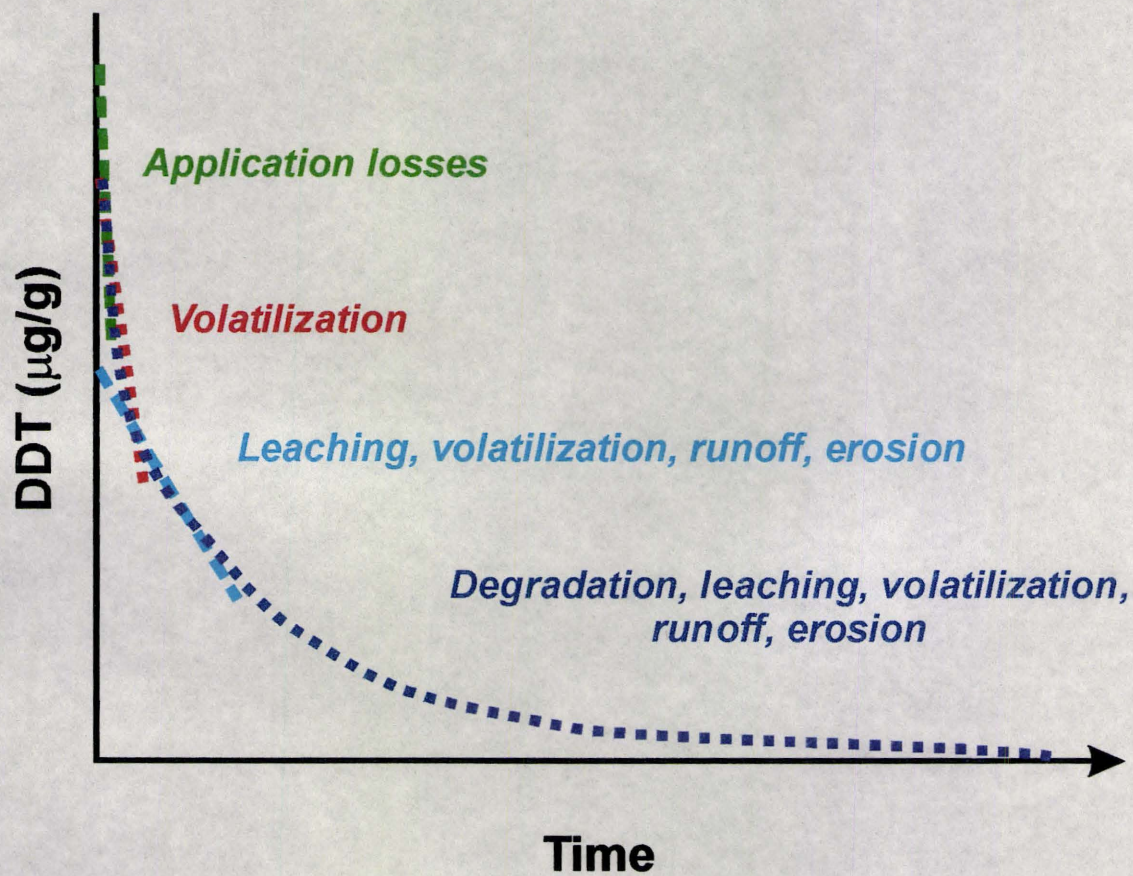 Application losses
Volatilization
DDT (μg/g)
Leaching, volatilization, runoff, erosion
Degradation, leaching, volatilization,
runoff, erosion
Time